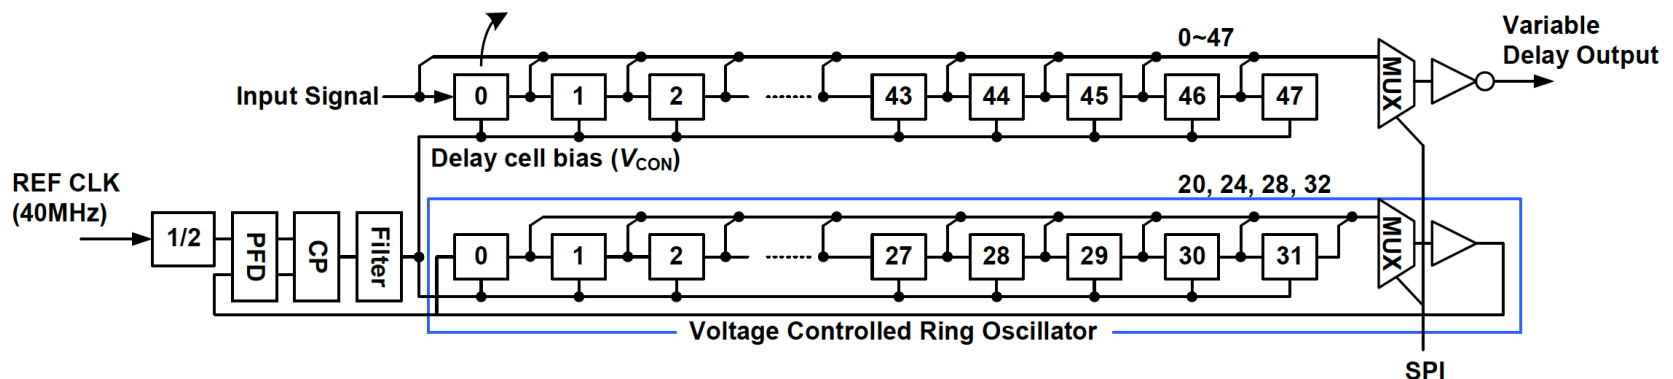 0~47
Variable
Delay Output
Input Signal
0 1 2 43 44 45 46 47
MUX
Delay cell bias (VCON)
REF CLK
(40MHz)
20, 24, 28, 32
1/2
PFD
CP
Filter
0 1 2 27 28 29 30 31
MUX
Voltage Controlled Ring Oscillator
SPI